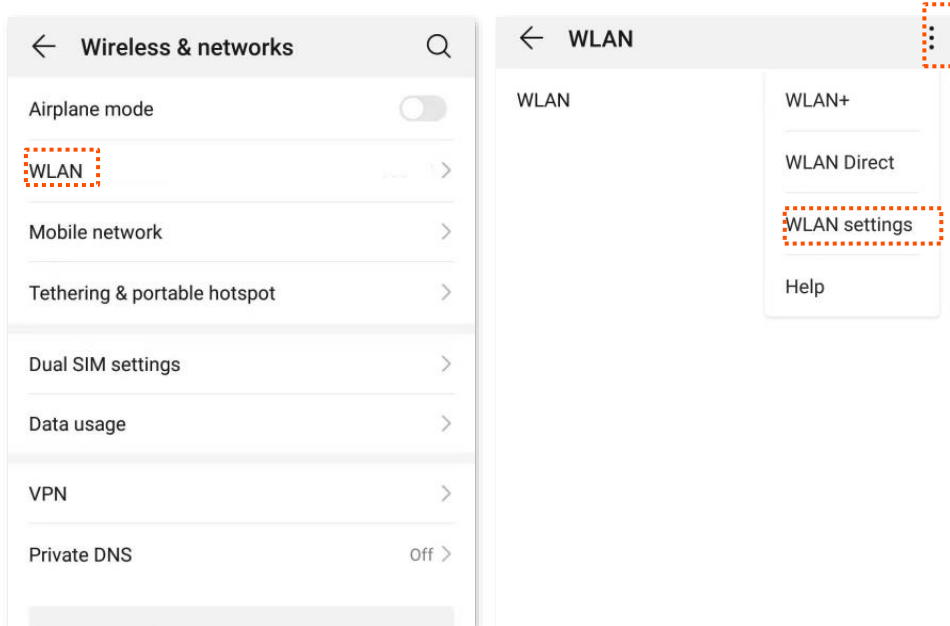 Wireless & networks
Airplane mode
WLAN
Mobile network
Tethering & portable hotspot
Dual SIM settings
Data usage
VPN
Private DNS
Off
WLAN
WLAN
WLAN+
WLAN Direct
WLAN settings
Help